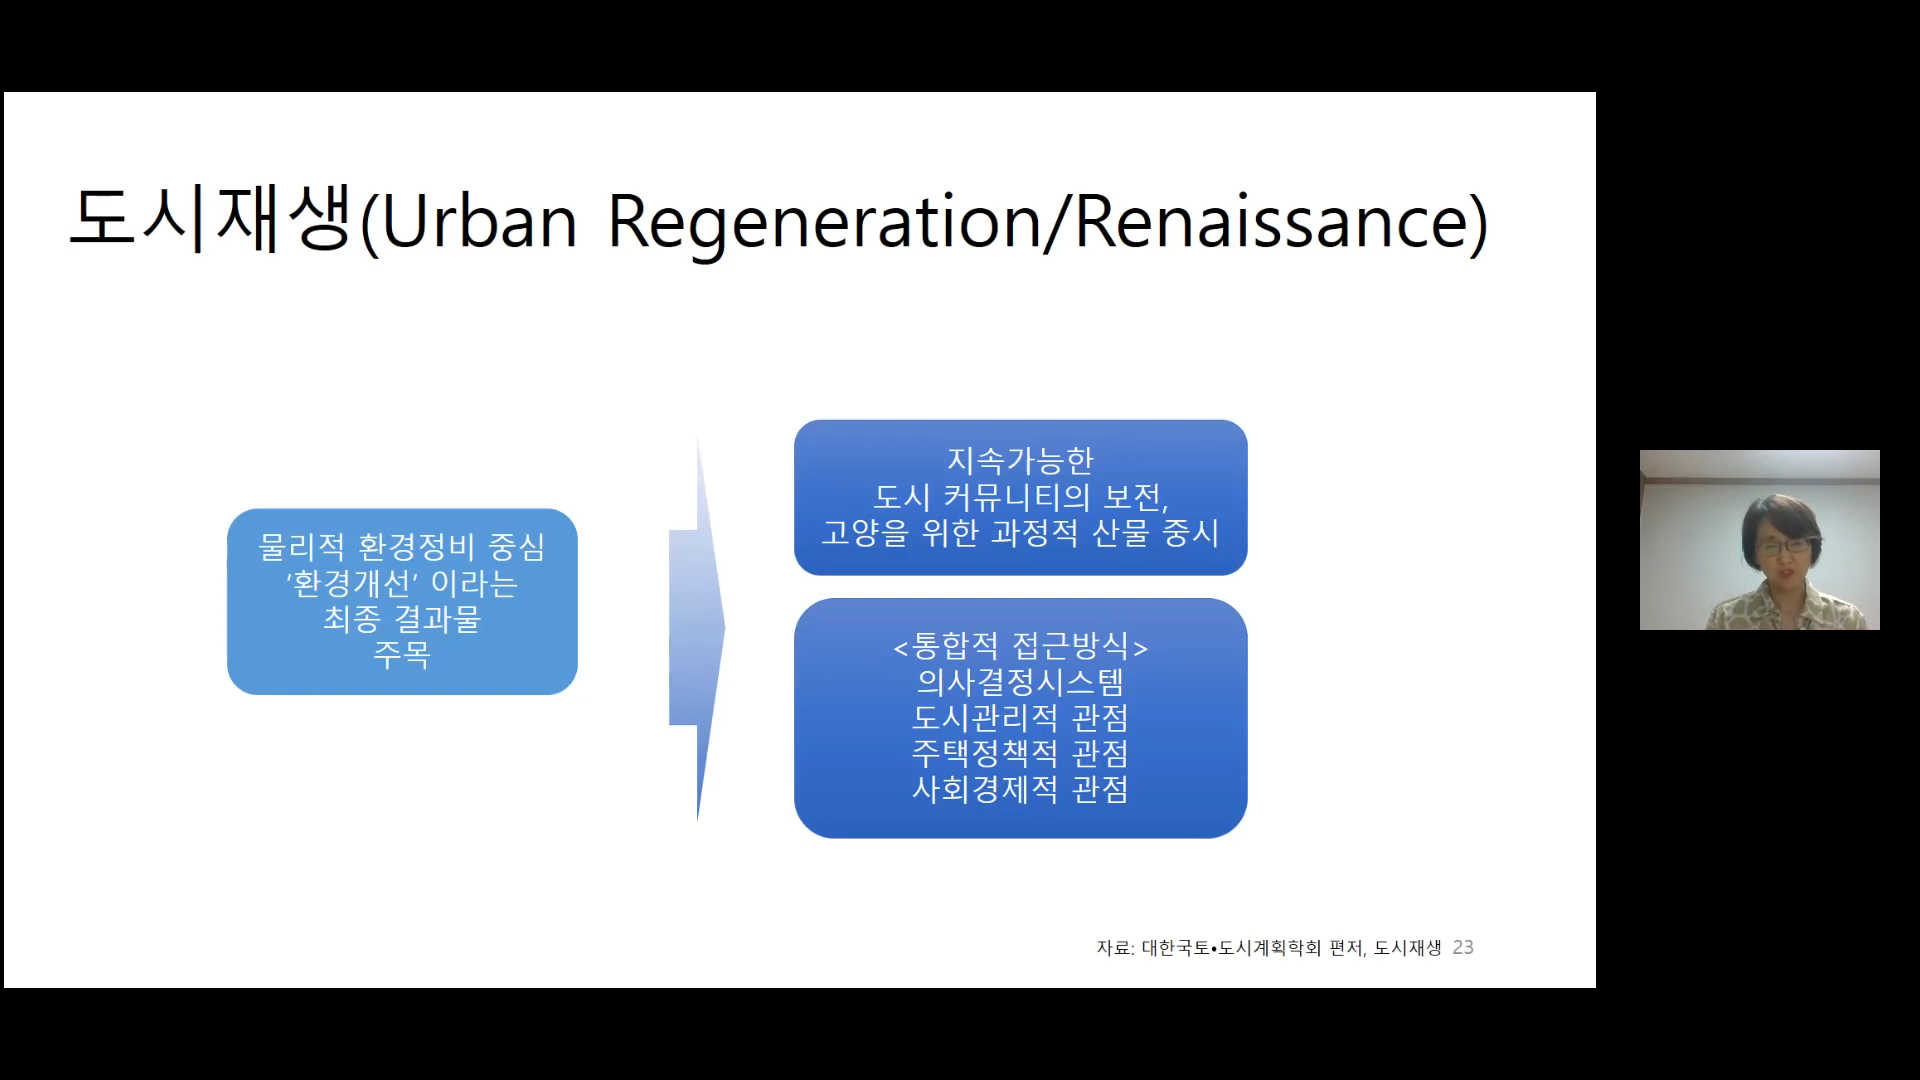 도시재생(Urban Regeneration/Renaissance)
물리적 환경정비 중심
'환경개선' 이라는
최종 결과물
주목
지속가능한
도시 커뮤니티의 보전,
고양을 위한 과정적 산물 중시
<통합적 접근방식>
의사결정시스템
도시관리적 관점
주택정책적 관점
사회경제적 관점
자료: 대한국토•도시계획학회 편저, 도시재생 23